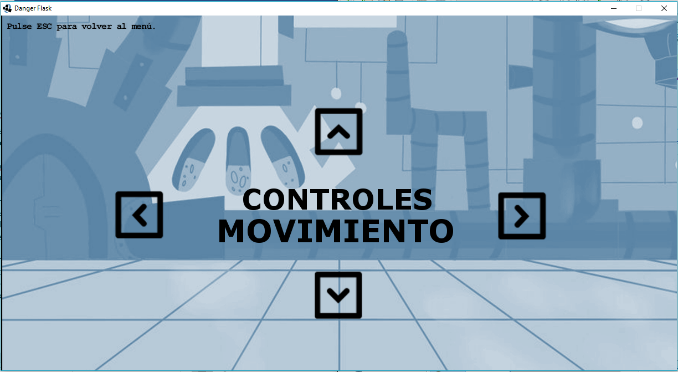 Danger Flask
Pulse ESC para volver al menú.
CONTROLES
MOVIMIENTO